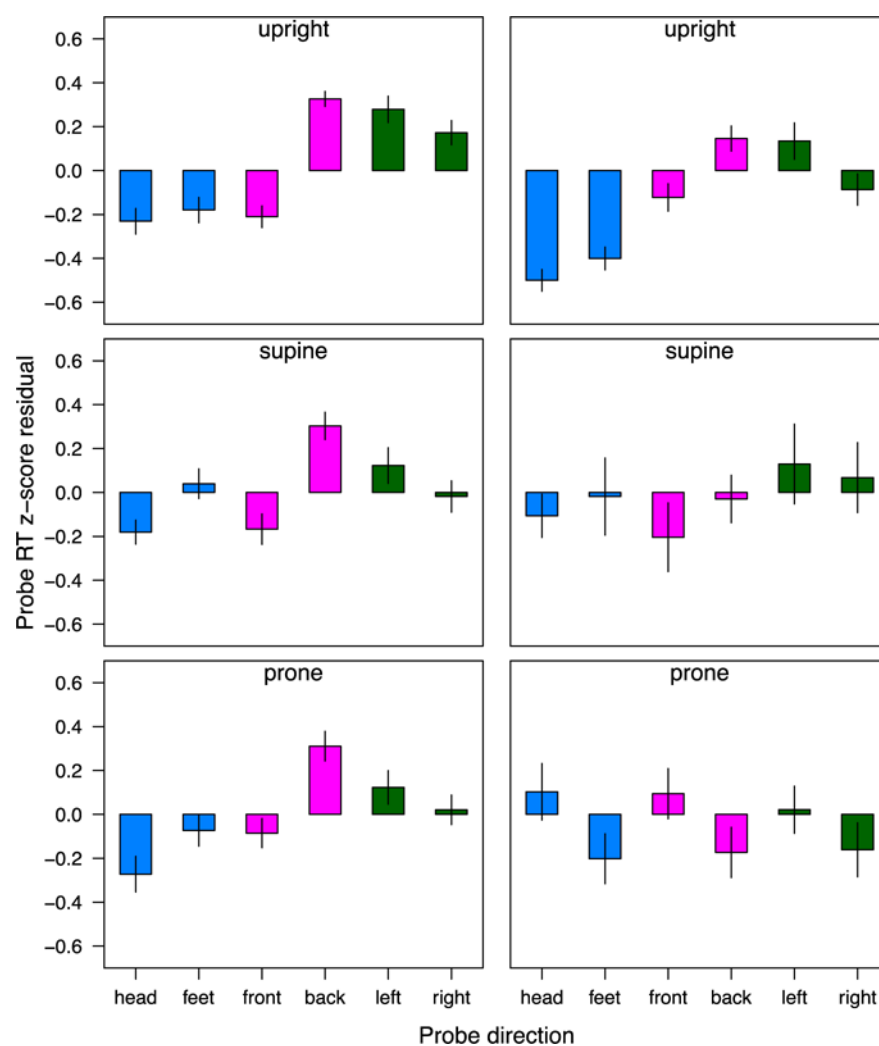 upright
upright
0.6
0.4
0.2
0.0
−0.2
−0.4
−0.6
supine
supine
0.6
0.4
0.2
0.0
−0.2
−0.4
−0.6
prone
prone
0.6
0.4
0.2
0.0
−0.2
−0.4
−0.6
Probe RT z−score residual
head feet front back left right head feet front back left right
Probe direction